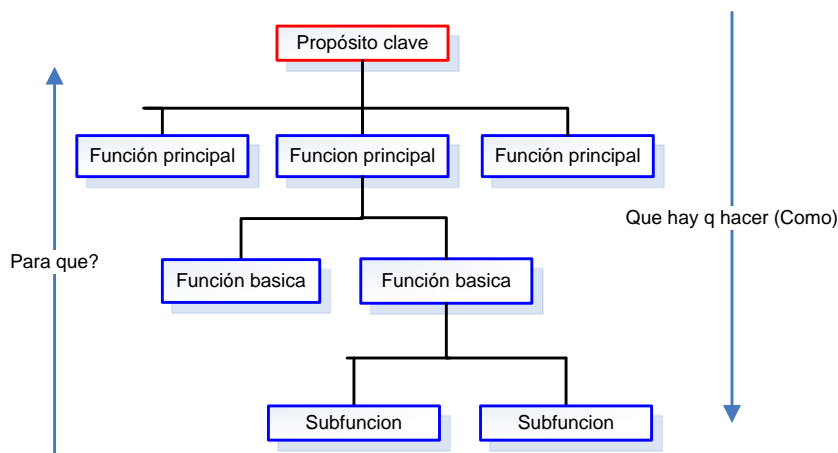 Propósito clave
Función principal
Funcion principal
Función principal
Que hay q hacer (Como)
Para que?
Función basica
Función basica
Subfuncion
Subfuncion